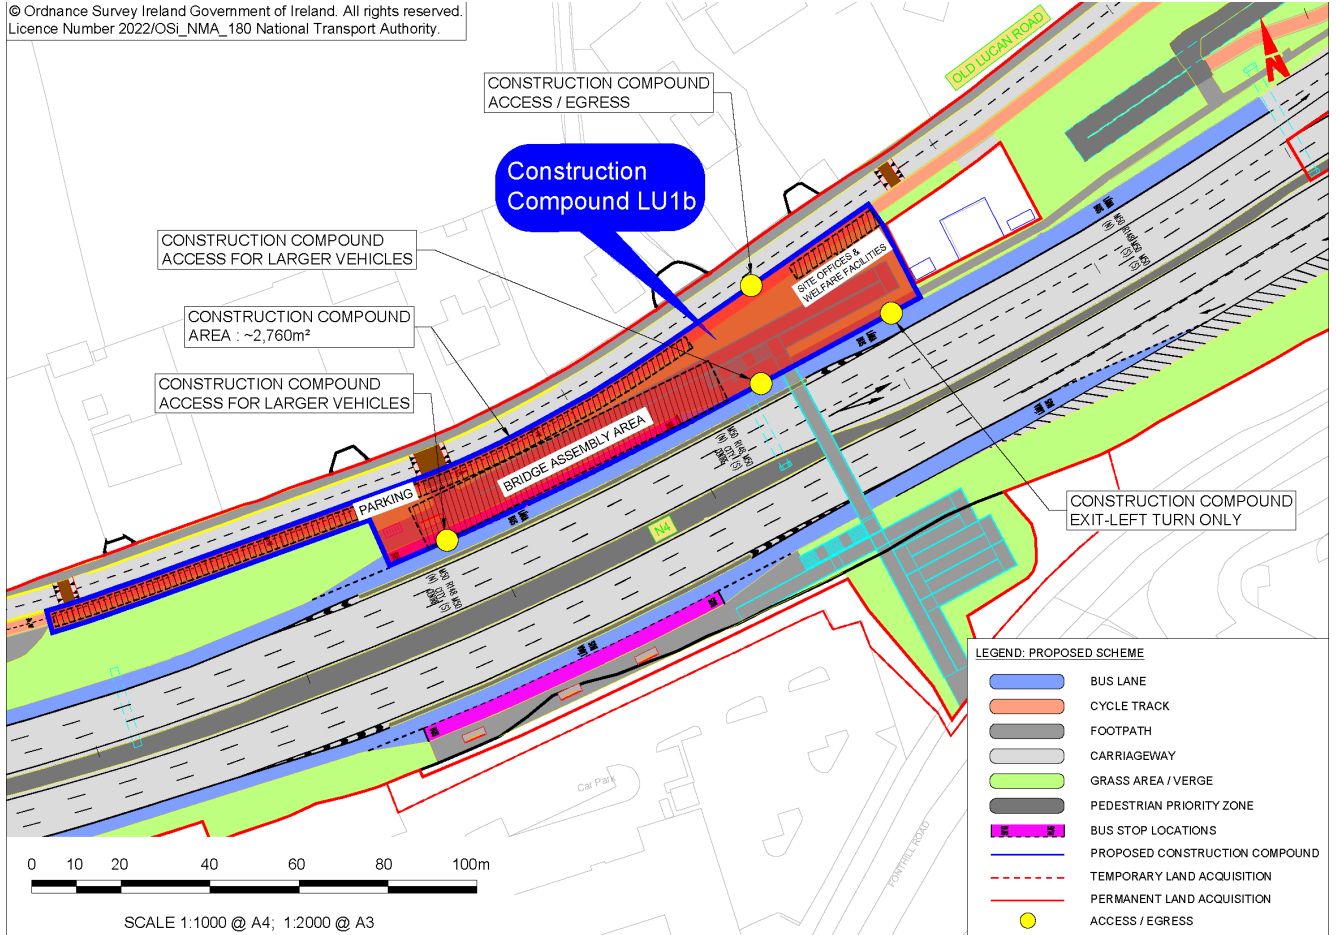 © Ordnance Survey Ireland Government of Ireland. All rights reserved.
Licence Number 2022/OSi_NMA_180 National Transport Authority.
OLD LUCAN ROAD
N
CONSTRUCTION COMPOUND
ACCESS / EGRESS
Construction
Compound LU1b
CONSTRUCTION COMPOUND
ACCESS FOR LARGER VEHICLES
SITE OFFICES &
WELFARE FACILITIES
CONSTRUCTION COMPOUND
AREA : ~2,760m²
CONSTRUCTION COMPOUND
ACCESS FOR LARGER VEHICLES
BRIDGE ASSEMBLY AREA
PARKING
CONSTRUCTION COMPOUND
EXIT-LEFT TURN ONLY
N4
Car Park
FONTHILL ROAD
LEGEND: PROPOSED SCHEME
BUS LANE
CYCLE TRACK
FOOTPATH
CARRIAGEWAY
GRASS AREA / VERGE
PEDESTRIAN PRIORITY ZONE
BUS STOP LOCATIONS
PROPOSED CONSTRUCTION COMPOUND
TEMPORARY LAND ACQUISITION
PERMANENT LAND ACQUISITION
ACCESS / EGRESS
0 10 20 40 60 80 100m
SCALE 1:1000 @ A4; 1:2000 @ A3